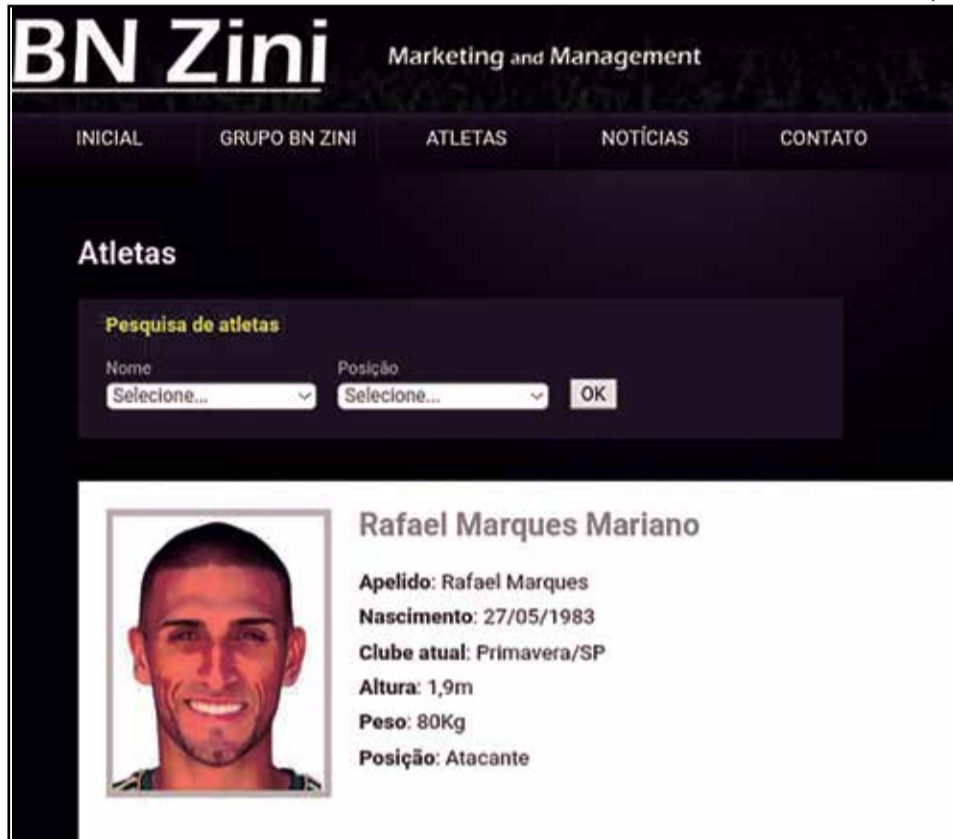 BN Zini Marketing and Management
INICIAL GRUPO BN ZINI ATLETAS NOTÍCIAS CONTATO
Atletas
Pesquisa de atletas
Nome Posição
Selecione... Selecione... OK
Rafael Marques Mariano
Apelido: Rafael Marques
Nascimento: 27/05/1983
Clube atual: Primavera/SP
Altura: 1,9m
Peso: 80Kg
Posição: Atacante